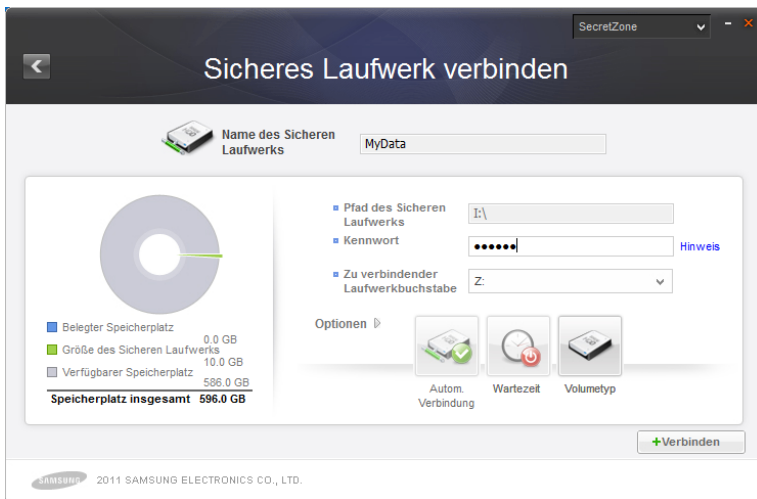 SecretZone
Sicheres Laufwerk verbinden
Name des Sicheren
Laufwerks
MyData
Pfad des Sicheren
Laufwerks
I:\
Kennwort
Hinweis
Zu verbindender
Laufwerkbuchstabe
Z:
Optionen
Autom.
Verbindung
Wartezeit
Volumetyp
Belegter Speicherplatz
0.0 GB
Größe des Sicheren Laufwerks
10.0 GB
Verfügbarer Speicherplatz
586.0 GB
Speicherplatz insgesamt 596.0 GB
+Verbinden
SAMSUNG 2011 SAMSUNG ELECTRONICS CO., LTD.